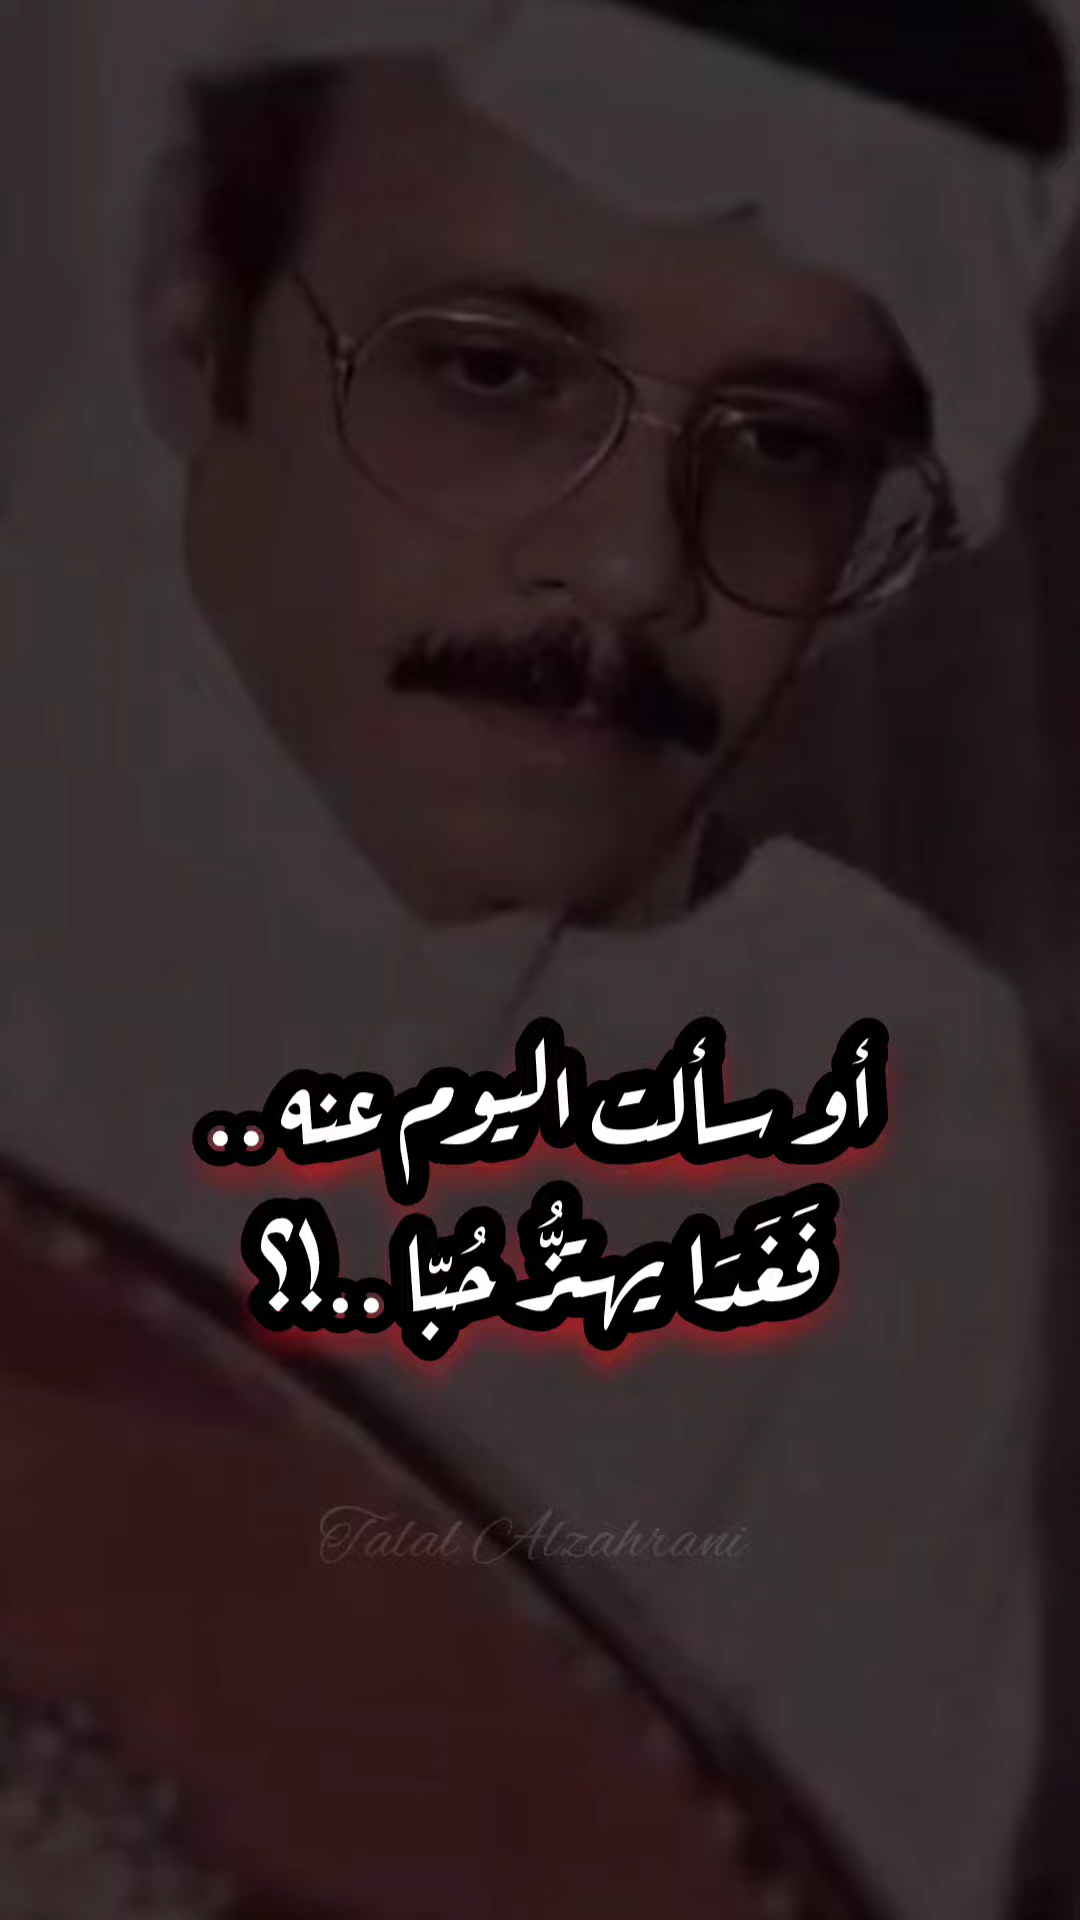 أو سألت اليوم عنه ..
فَغَدَا يهتزُّ حُبّا ..!؟
Talal Alzahrani